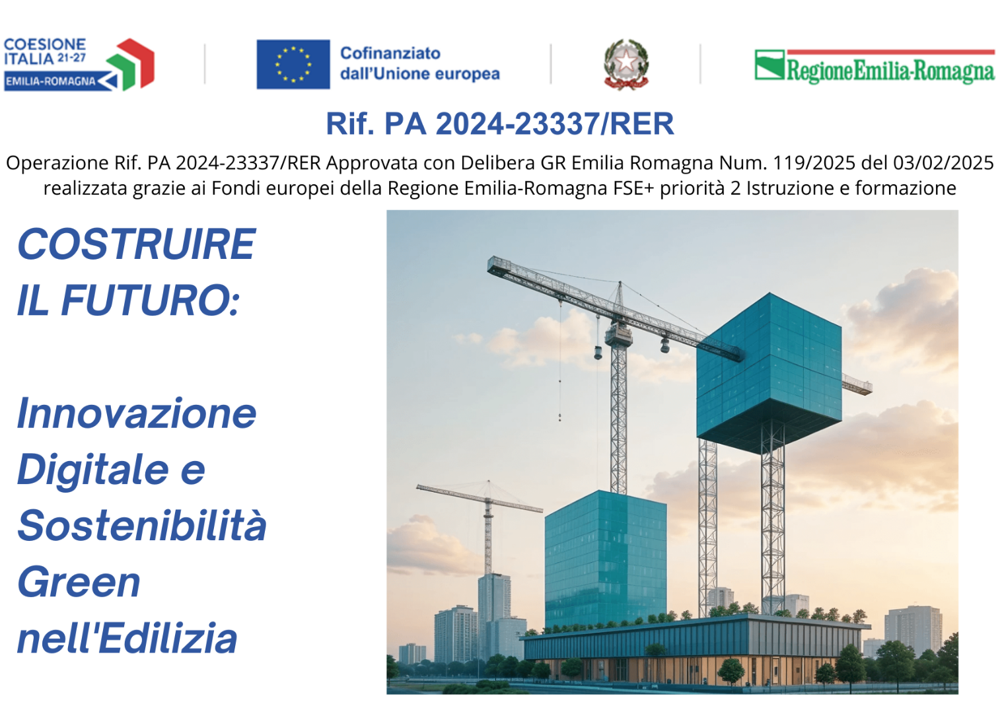 COESIONE
ITALIA 21-27
EMILIA-ROMAGNA
Cofinanziato
dall'Unione europea
RegioneEmilia-Romagna
Rif. PA 2024-23337/RER
Operazione Rif. PA 2024-23337/RER Approvata con Delibera GR Emilia Romagna Num. 119/2025 del 03/02/2025
realizzata grazie ai Fondi europei della Regione Emilia-Romagna FSE+ priorità 2 Istruzione e formazione
COSTRUIRE
IL FUTURO:
Innovazione
Digitale e
Sostenibilità
Green
nell'Edilizia